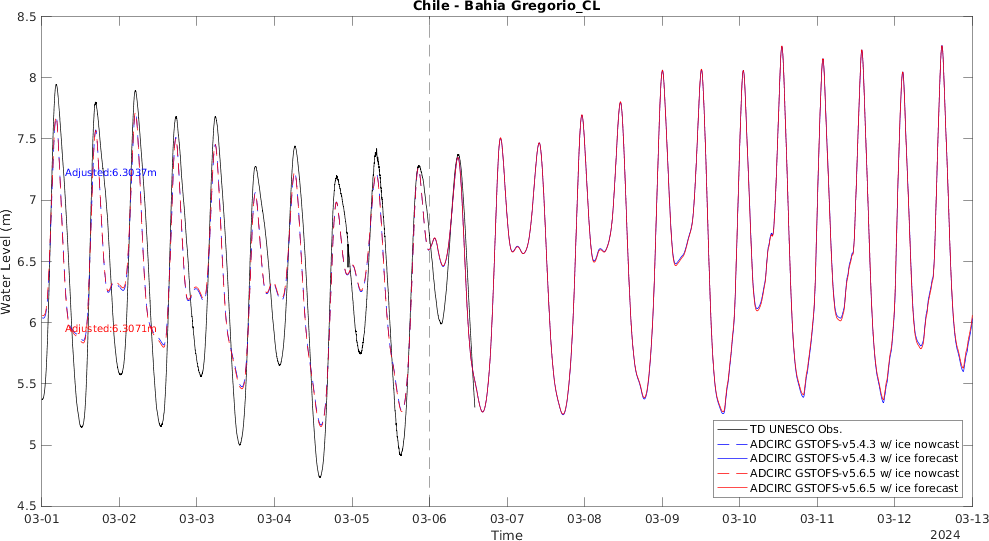 Chile - Bahia Gregorio_CL
8.5
8
7.5
7
6.5
6
5.5
5
4.5
Water Level (m)
Adjusted:6.3037m
Adjusted:6.3071m
TD UNESCO Obs.
ADCIRC GSTOFS-v5.4.3 w/ ice nowcast
ADCIRC GSTOFS-v5.4.3 w/ ice forecast
ADCIRC GSTOFS-v5.6.5 w/ ice nowcast
ADCIRC GSTOFS-v5.6.5 w/ ice forecast
03-01 03-02 03-03 03-04 03-05 03-06 03-07 03-08 03-09 03-10 03-11 03-12 03-13
Time
2024